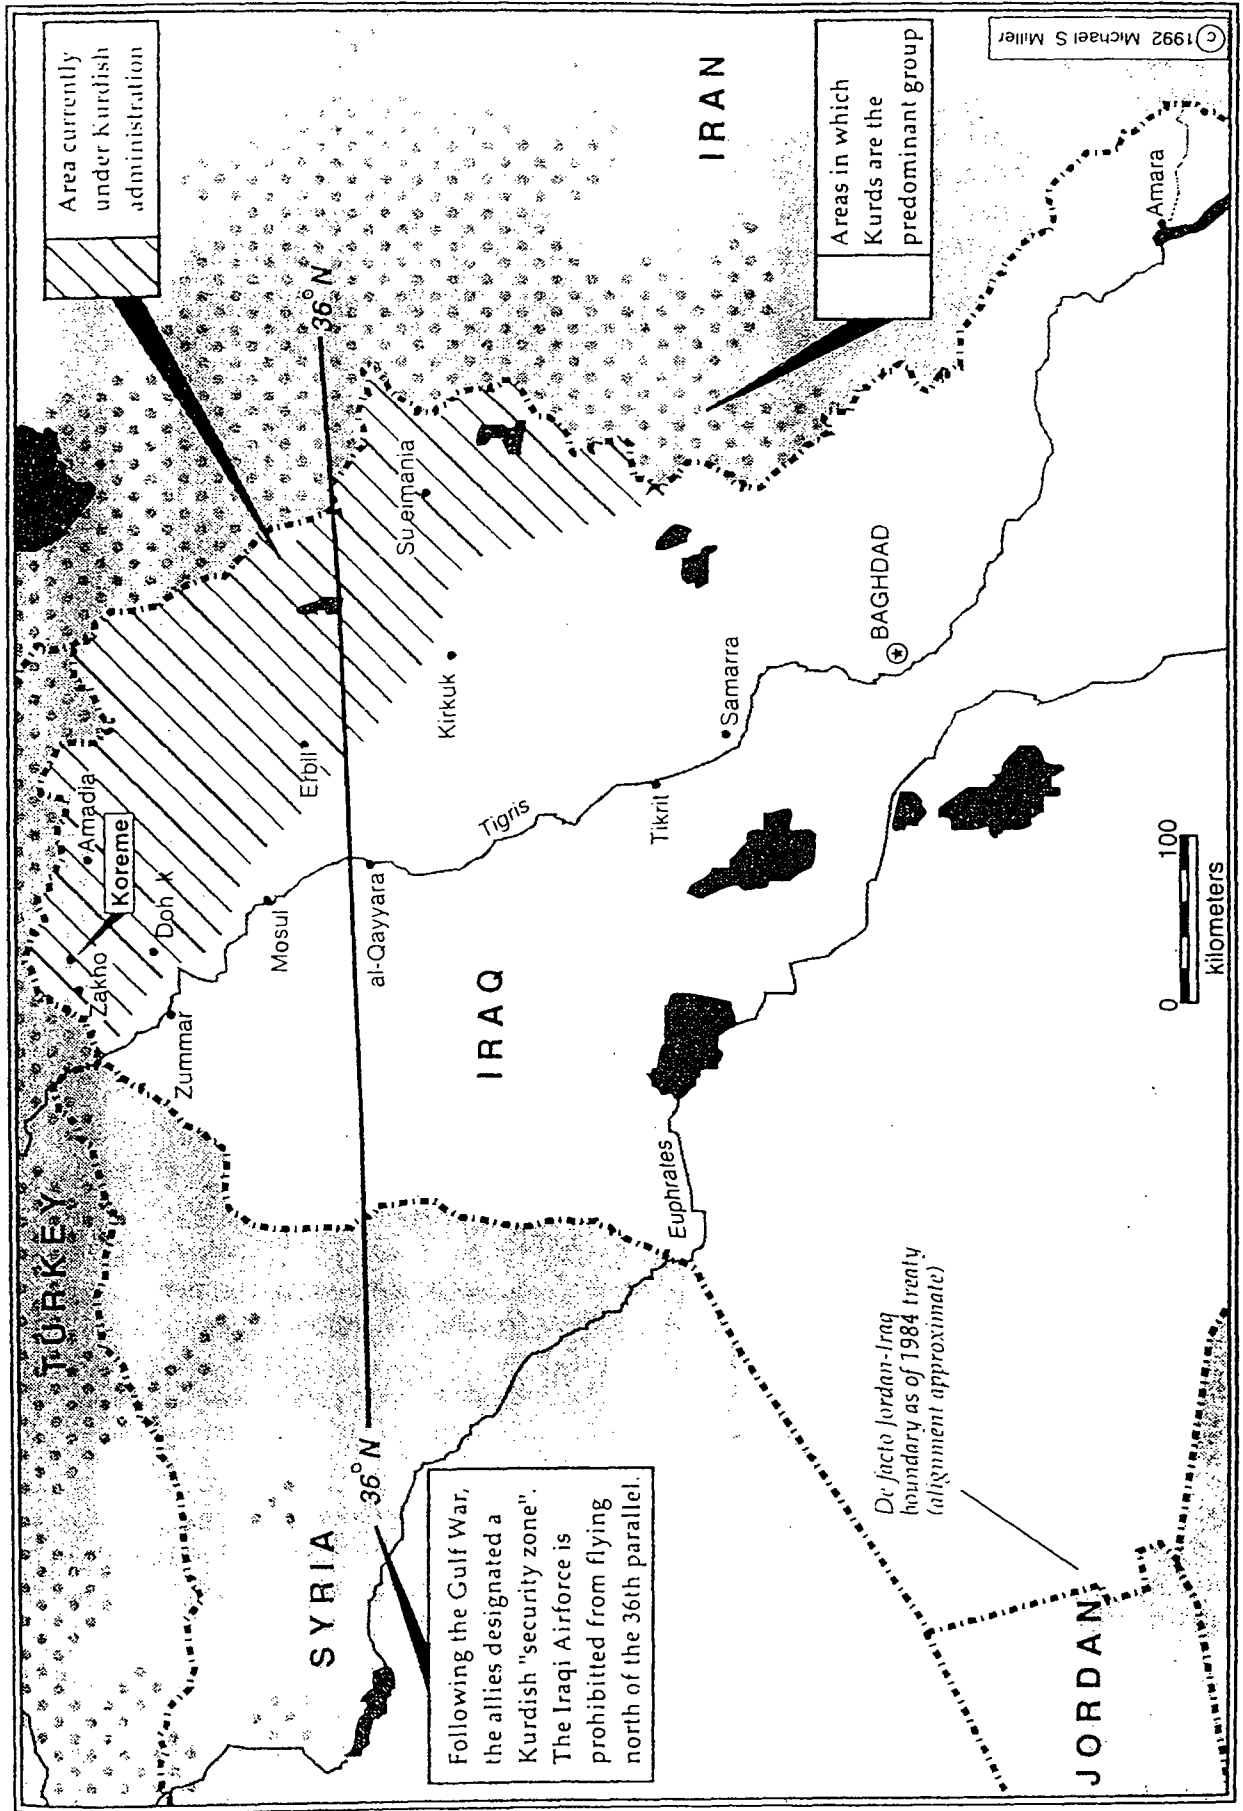 Area currently
under Kurdish
administration
TURKEY
SYRIA
IRAQ
IRAN
JORDAN
36° N
36° N
Zakho
Amadia
Koreme
Doh k
Zummar
Mosul
Erbil
al-Qayyara
Su eimania
Kirkuk
Tigris
Tikrit
Samarra
BAGHDAD
Euphrates
Amara
Following the Gulf War,
the allies designated a
Kurdish "security zone".
The Iraqi Airforce is
prohibitted from flying
north of the 36th parallel.
Areas in which
Kurds are the
predominant group
De facto Jordan-Iraq
boundary as of 1984 treaty
(alignment approximate)
0 100
kilometers
© 1992 Michael S Miller